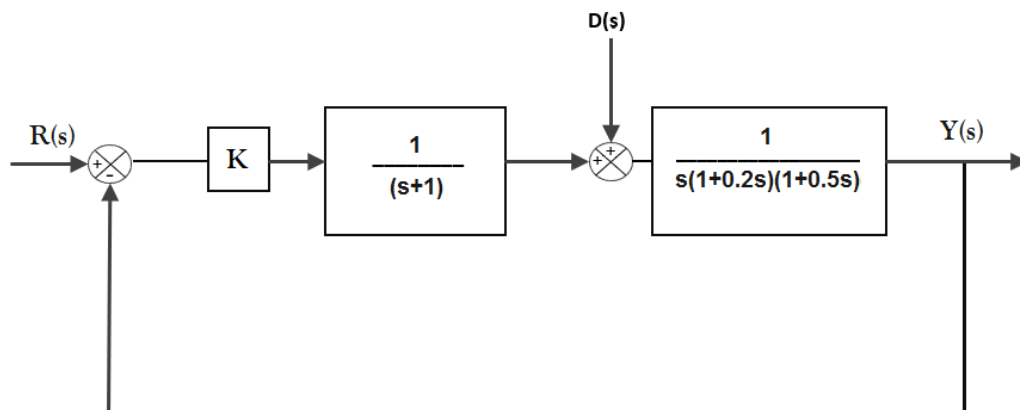 D(s)
R(s)
+
-
K
1
(s+1)
+
+
1
s(1+0.2s)(1+0.5s)
Y(s)